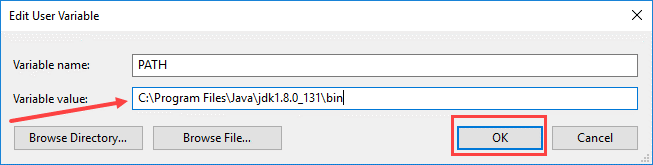 Edit User Variable
Variable name: PATH
Variable value: C:\Program Files\Java\jdk1.8.0_131\bin
Browse Directory... Browse File... OK Cancel